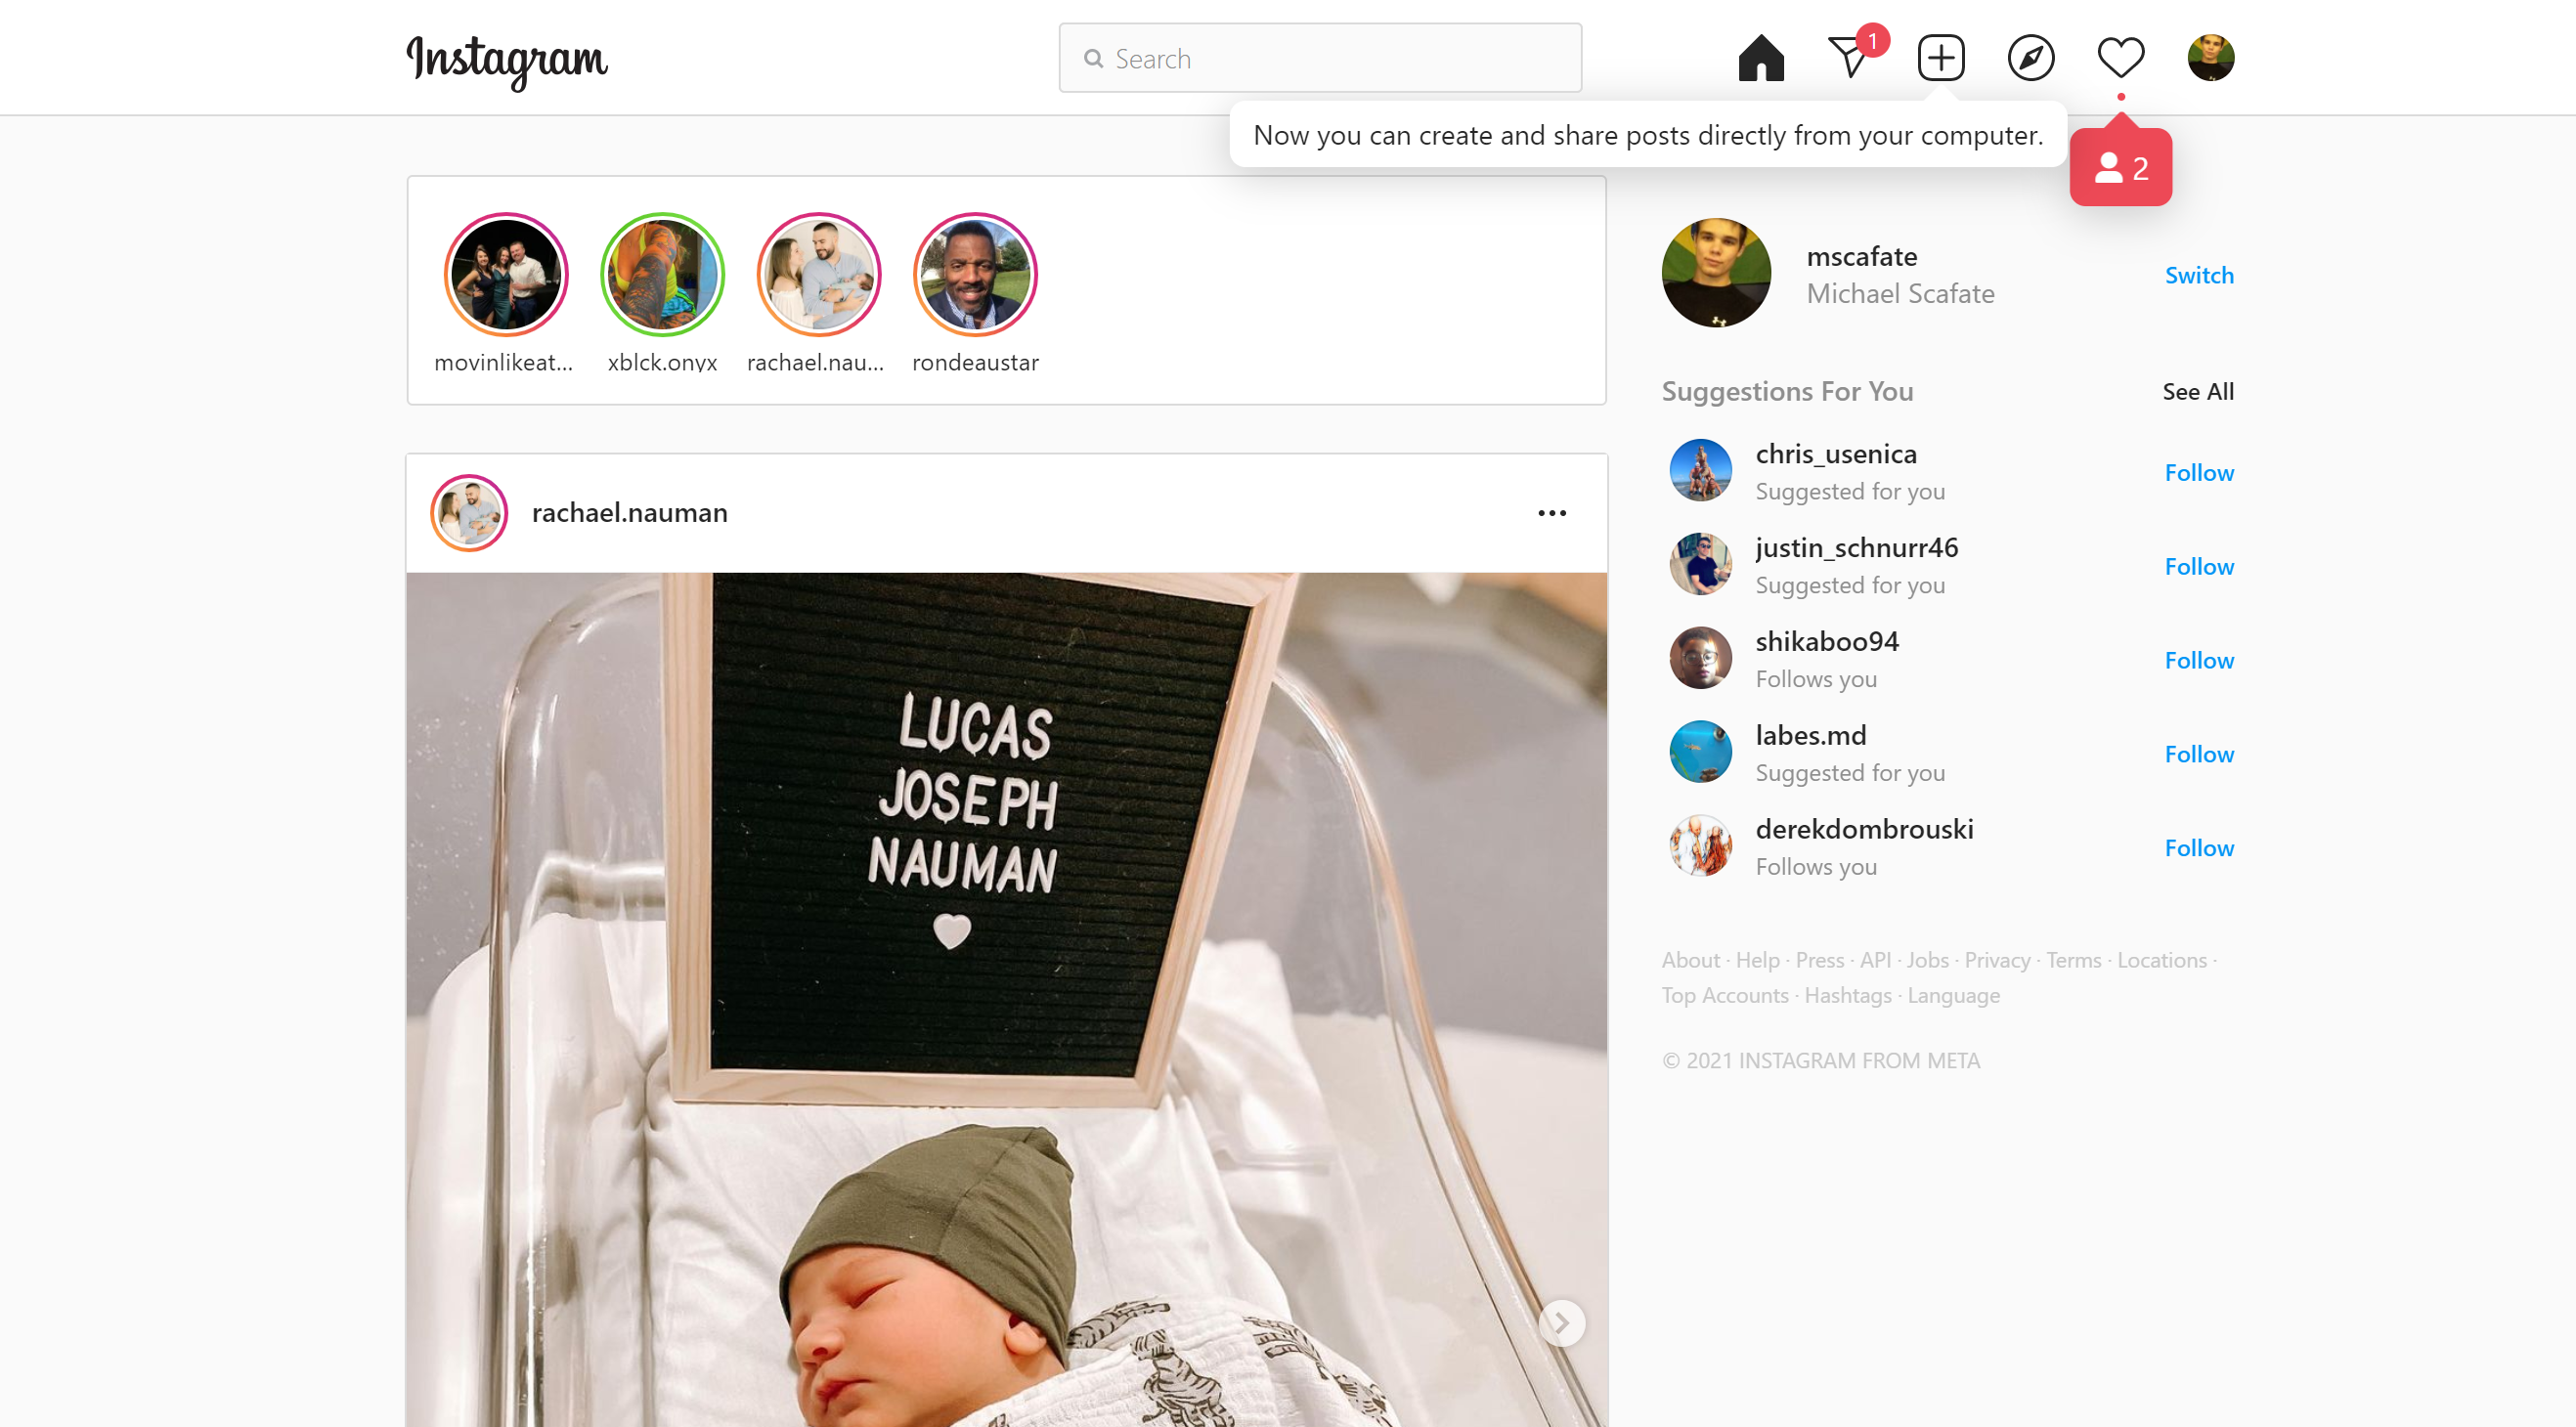 Instagram
Search
1
Now you can create and share posts directly from your computer.
2
movinlikeat...
xblck.onyx
rachael.nau...
rondeaustar
mscafate
Michael Scafate
Switch
Suggestions For You
See All
chris_usenica
Suggested for you
Follow
justin_schnurr46
Suggested for you
Follow
shikaboo94
Follows you
Follow
labes.md
Suggested for you
Follow
derekdombrouski
Follows you
Follow
About · Help · Press · API · Jobs · Privacy · Terms · Locations ·
Top Accounts · Hashtags · Language
© 2021 INSTAGRAM FROM META
rachael.nauman
LUCAS
JOSEPH
NAUMAN